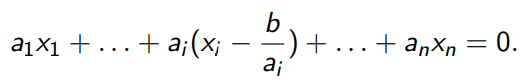 a₁x₁ + … + aᵢ(xᵢ − b/aᵢ) + … + aₙxₙ = 0.